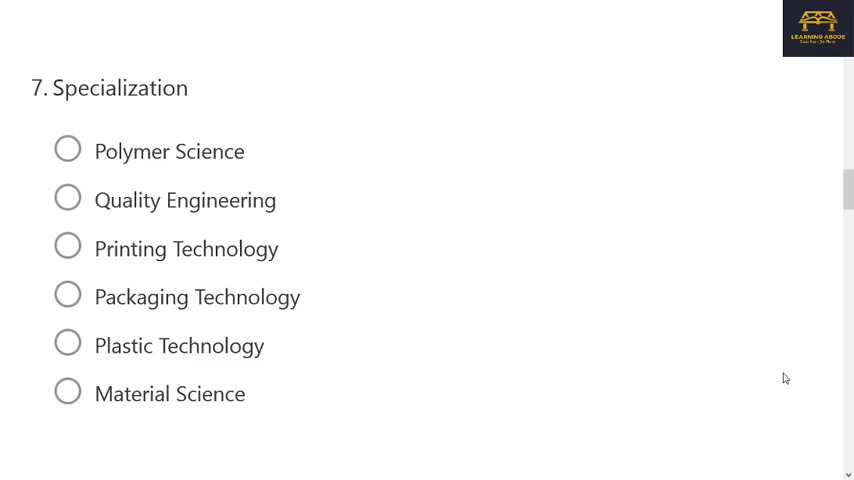 LEARNING ABODE
7. Specialization
Polymer Science
Quality Engineering
Printing Technology
Packaging Technology
Plastic Technology
Material Science